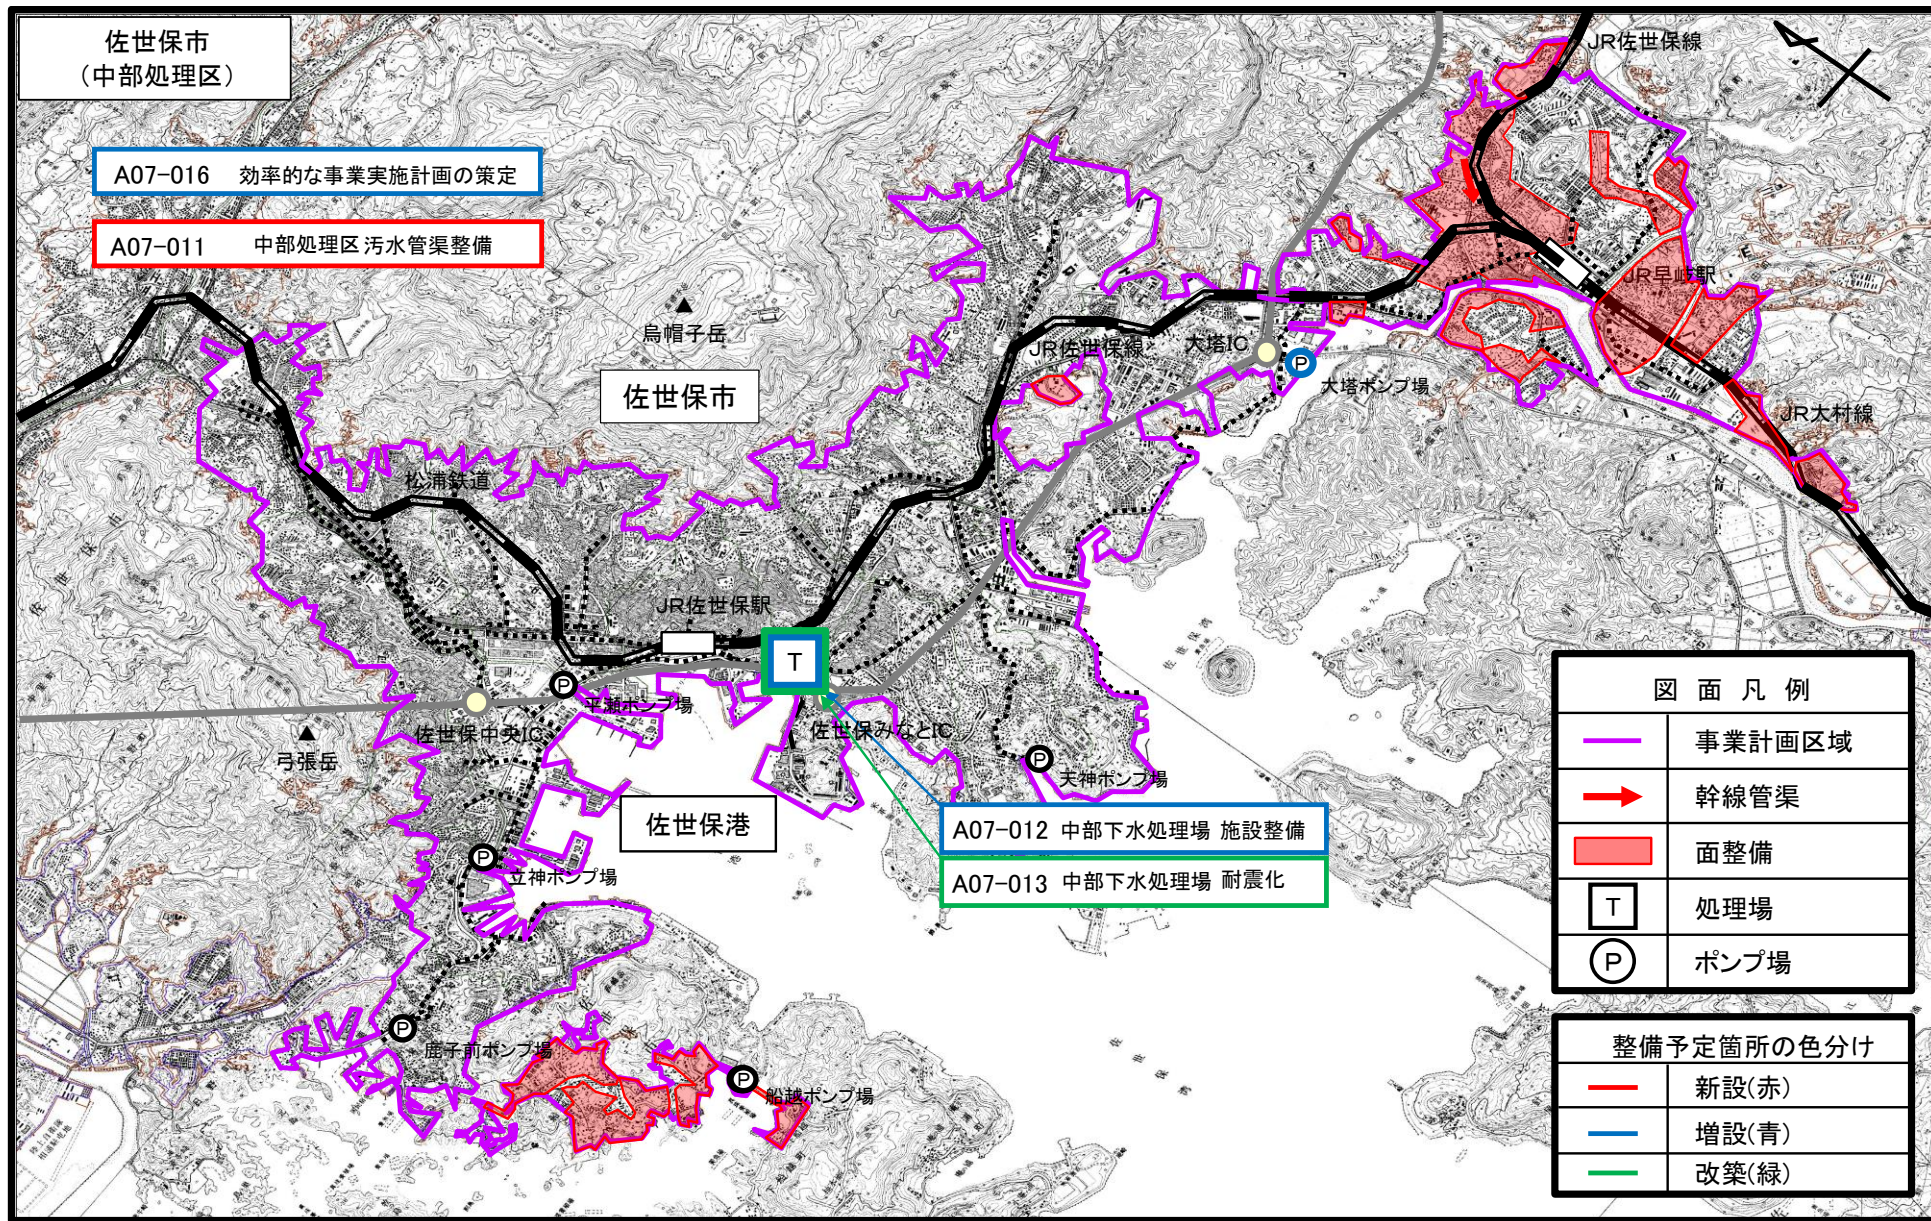 佐世保市
（中部処理区）
A07-016 効率的な事業実施計画の策定
A07-011 中部処理区汚水管渠整備
JR佐世保線
烏帽子岳
佐世保市
JR佐世保線
大塔IC
P
大塔ポンプ場
JR早岐駅
JR大村線
松浦鉄道
JR佐世保駅
T
P
平瀬ポンプ場
佐世保中央IC
弓張岳
佐世保みなとIC
P
天神ポンプ場
佐世保港
A07-012 中部下水処理場 施設整備
A07-013 中部下水処理場 耐震化
P
立神ポンプ場
P
鹿子前ポンプ場
P
船越ポンプ場
図面凡例
事業計画区域
幹線管渠
面整備
T 処理場
P ポンプ場
整備予定箇所の色分け
新設(赤)
増設(青)
改築(緑)